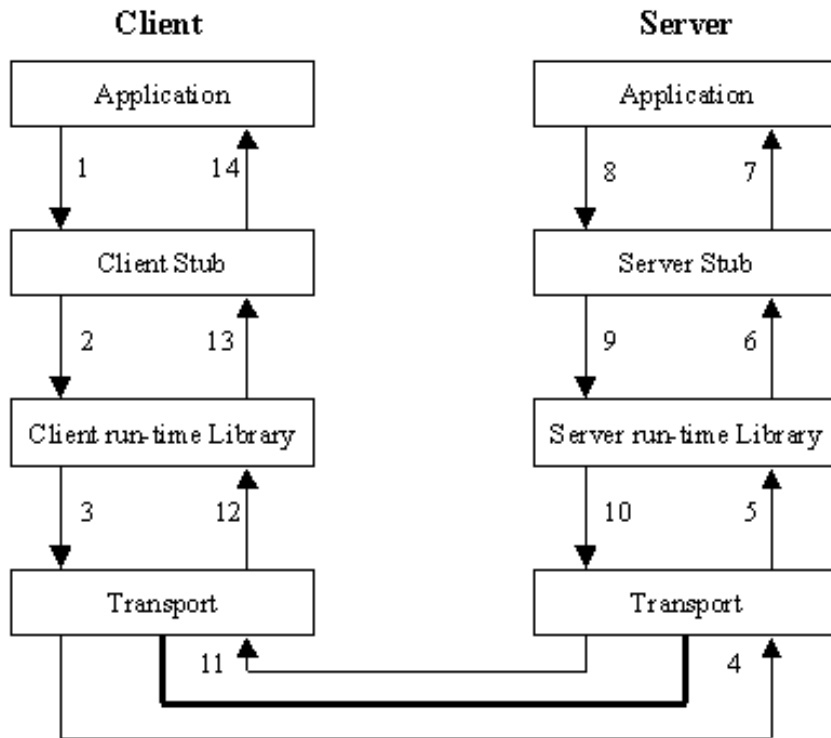 Client Server
Application Application
1 14 8 7
Client Stub Server Stub
2 13 9 6
Client run-time Library Server run-time Library
3 12 10 5
Transport Transport
11 4